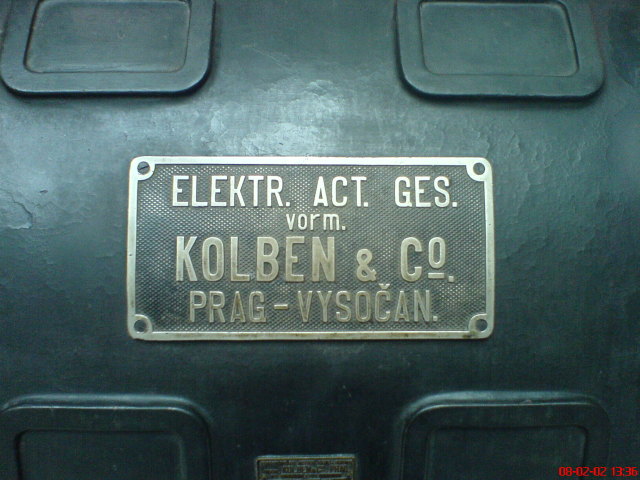 ELEKTR. ACT. GES.
vorm.
KOLBEN & Co.
PRAG-VYSOČAN.
08-02-02 13:36